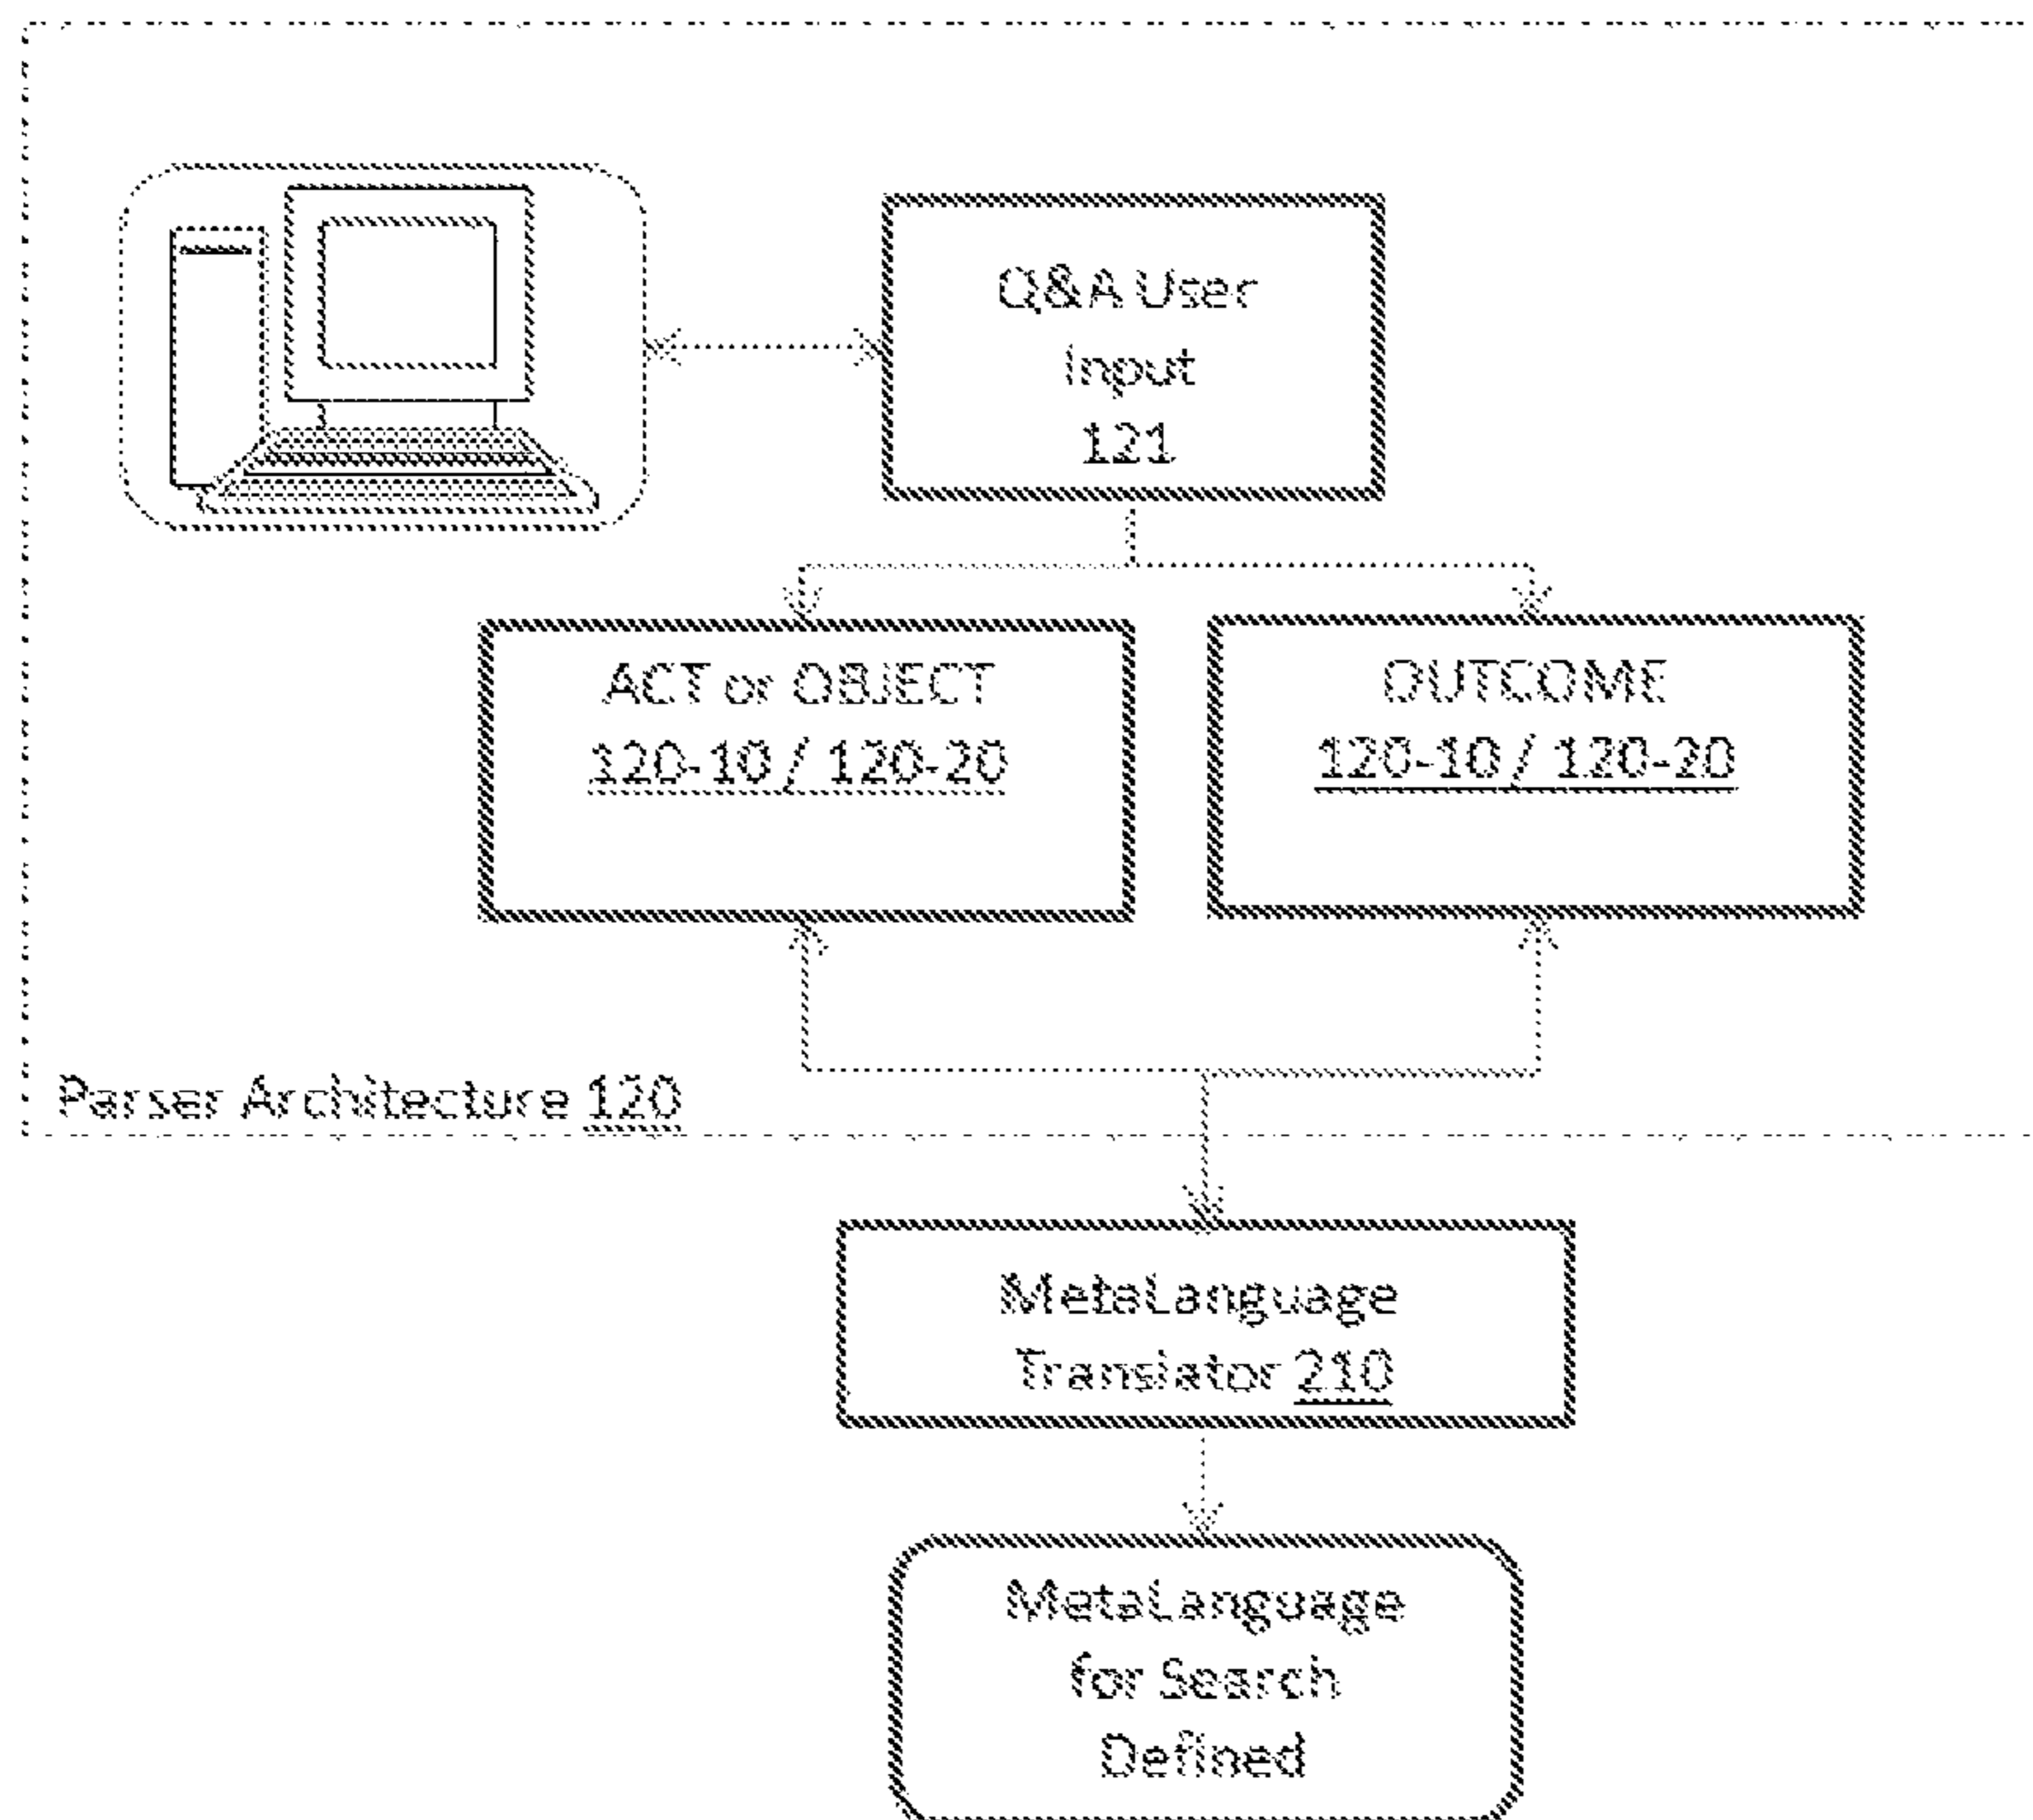 Q&A User
Input
121
ACT or OBJECT
120-10 / 120-20
OUTCOME
120-10 / 120-20
Parser Architecture 120
MetaLanguage
Translator 210
MetaLanguage
for Search
Defined